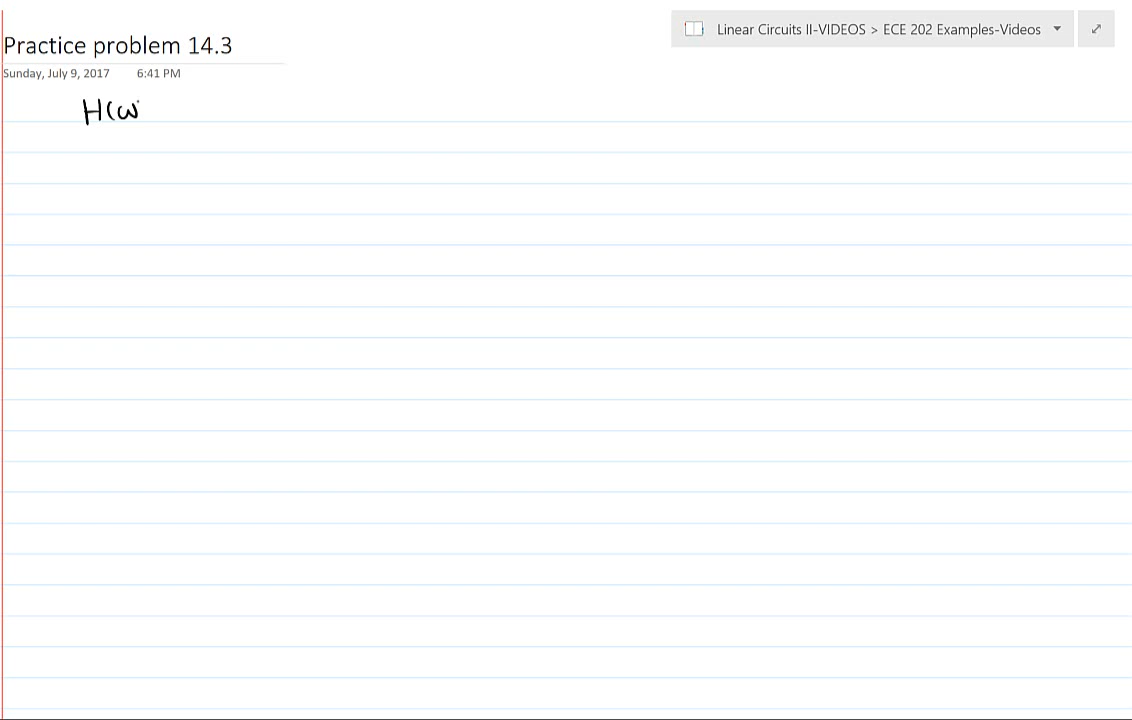 Linear Circuits II-VIDEOS > ECE 202 Examples-Videos
Practice problem 14.3
Sunday, July 9, 2017 6:41 PM
H(ω